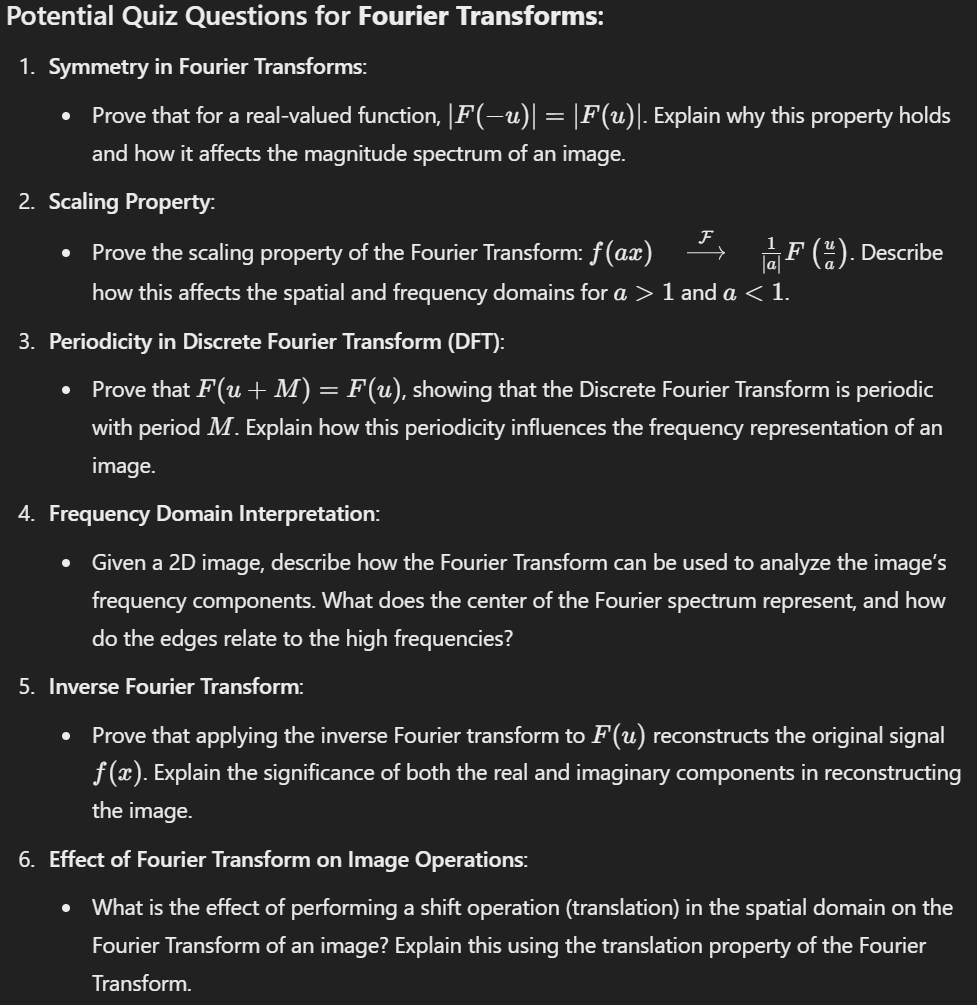 Potential Quiz Questions for Fourier Transforms:
1. Symmetry in Fourier Transforms:
• Prove that for a real-valued function, |F(−u)| = |F(u)|. Explain why this property holds
and how it affects the magnitude spectrum of an image.
2. Scaling Property:
• Prove the scaling property of the Fourier Transform: f(ax) \xrightarrow{\mathcal{F}} \frac{1}{|a|} F\left(\frac{u}{a}\right). Describe
how this affects the spatial and frequency domains for a > 1 and a < 1.
3. Periodicity in Discrete Fourier Transform (DFT):
• Prove that F(u + M) = F(u), showing that the Discrete Fourier Transform is periodic
with period M. Explain how this periodicity influences the frequency representation of an
image.
4. Frequency Domain Interpretation:
• Given a 2D image, describe how the Fourier Transform can be used to analyze the image’s
frequency components. What does the center of the Fourier spectrum represent, and how
do the edges relate to the high frequencies?
5. Inverse Fourier Transform:
• Prove that applying the inverse Fourier transform to F(u) reconstructs the original signal
f(x). Explain the significance of both the real and imaginary components in reconstructing
the image.
6. Effect of Fourier Transform on Image Operations:
• What is the effect of performing a shift operation (translation) in the spatial domain on the
Fourier Transform of an image? Explain this using the translation property of the Fourier
Transform.